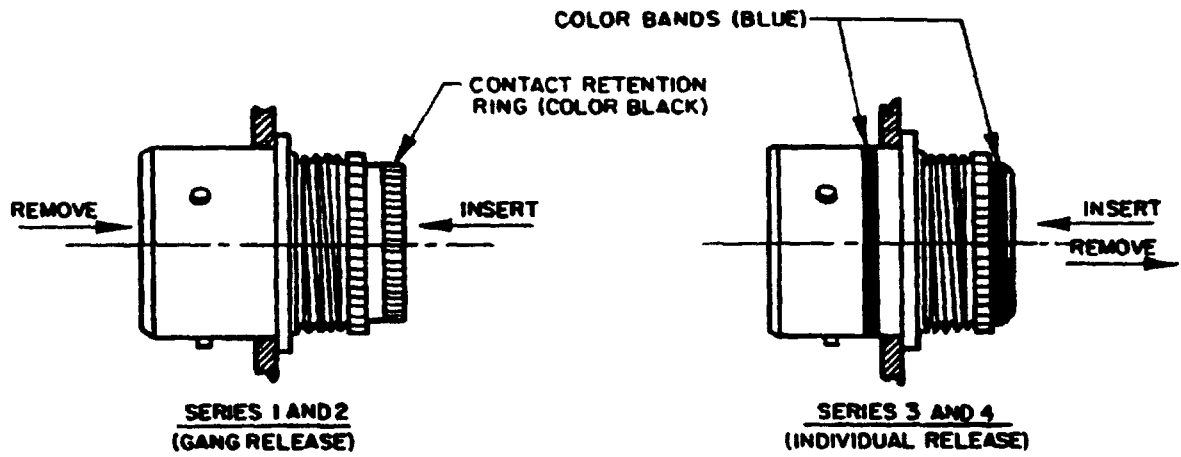 COLOR BANDS (BLUE)
CONTACT RETENTION
RING (COLOR BLACK)
REMOVE
INSERT
INSERT
REMOVE
SERIES 1 AND 2
(GANG RELEASE)
SERIES 3 AND 4
(INDIVIDUAL RELEASE)